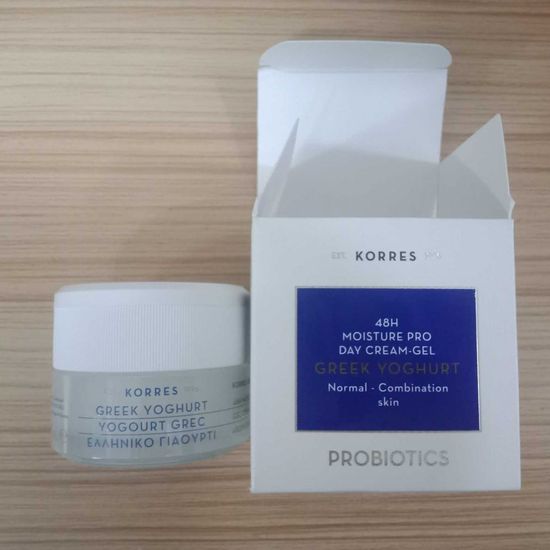 KORRES
GREEK YOGHURT
YOGOURT GREC
ΕΛΛΗΝΙΚΟ ΓΙΑΟΥΡΤΙ
EST. KORRES 1996
48H
MOISTURE PRO
DAY CREAM-GEL
GREEK YOGHURT
Normal - Combination
skin
PROBIOTICS